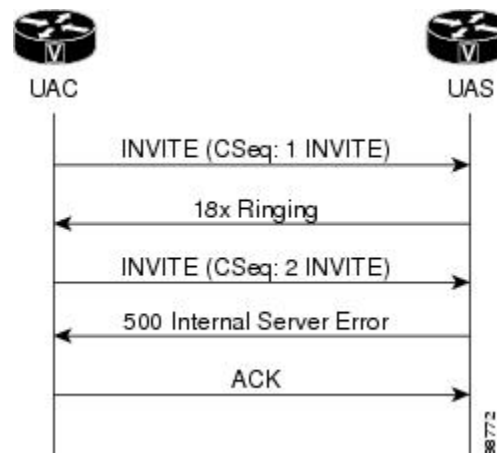 V V
UAC UAS
INVITE (CSeq: 1 INVITE)
18x Ringing
INVITE (CSeq: 2 INVITE)
500 Internal Server Error
ACK